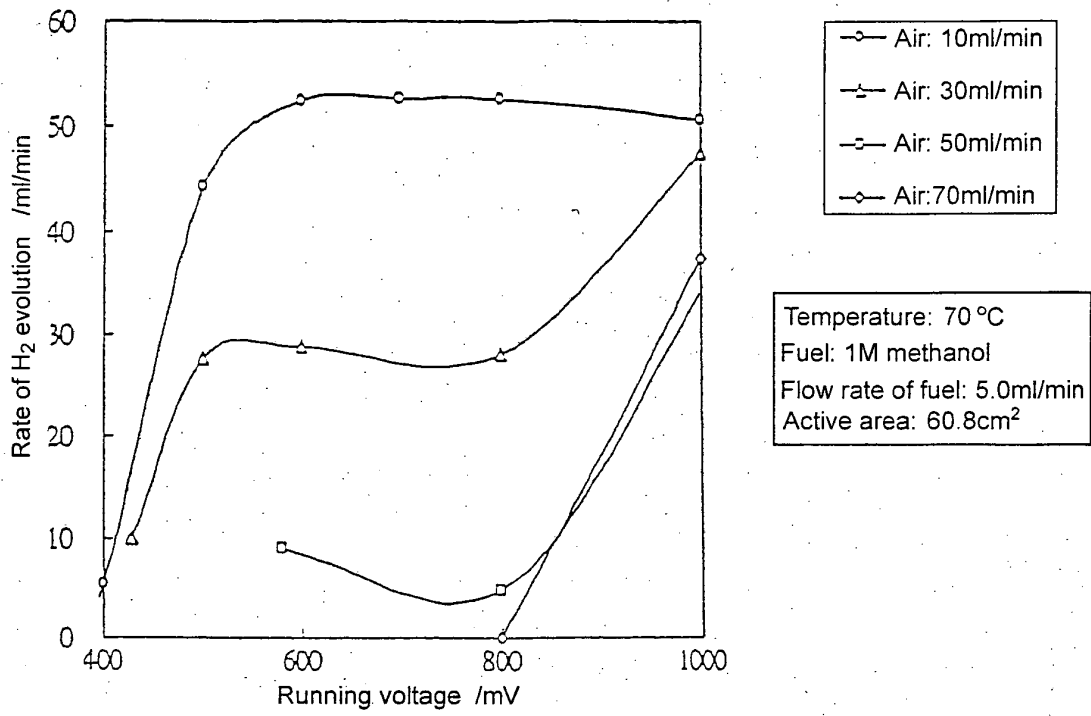 60
50
40
30
20
10
0
400
600
800
1000
Rate of H₂ evolution /ml/min
Running voltage /mV
Air: 10ml/min
Air: 30ml/min
Air: 50ml/min
Air:70ml/min
Temperature: 70 °C
Fuel: 1M methanol
Flow rate of fuel: 5.0ml/min
Active area: 60.8cm²